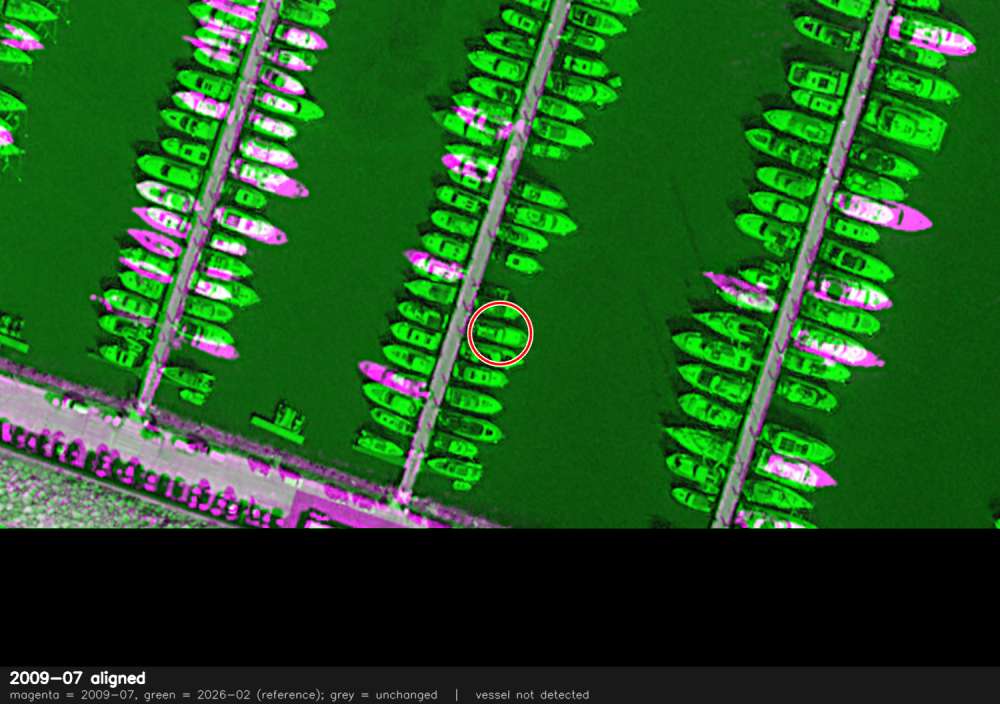 2009-07 aligned
magenta = 2009-07, green = 2026-02 (reference); grey = unchanged | vessel not detected